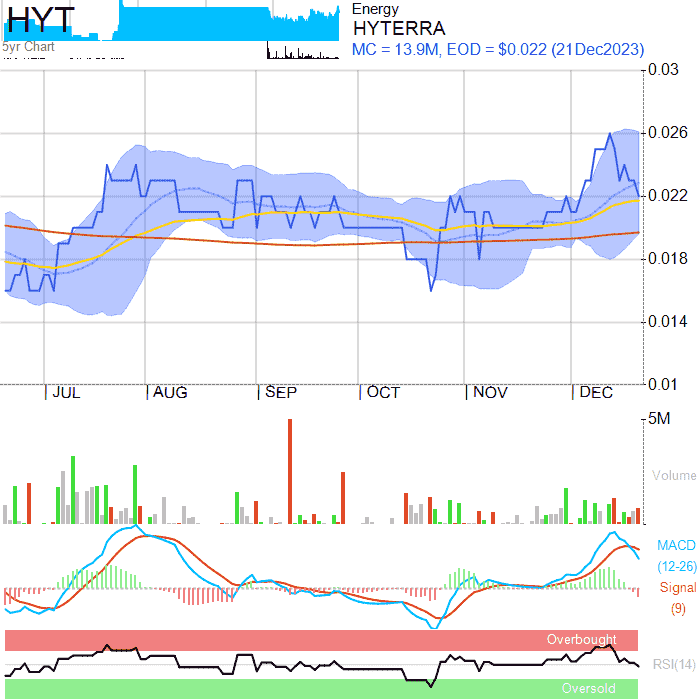 HYT
5yr Chart
Energy
HYTERRA
MC = 13.9M, EOD = $0.022 (21Dec2023)
0.03
0.026
0.022
0.018
0.014
0.01
JUL AUG SEP OCT NOV DEC
5M
Volume
MACD
(12-26)
Signal
(9)
Overbought
RSI(14)
Oversold